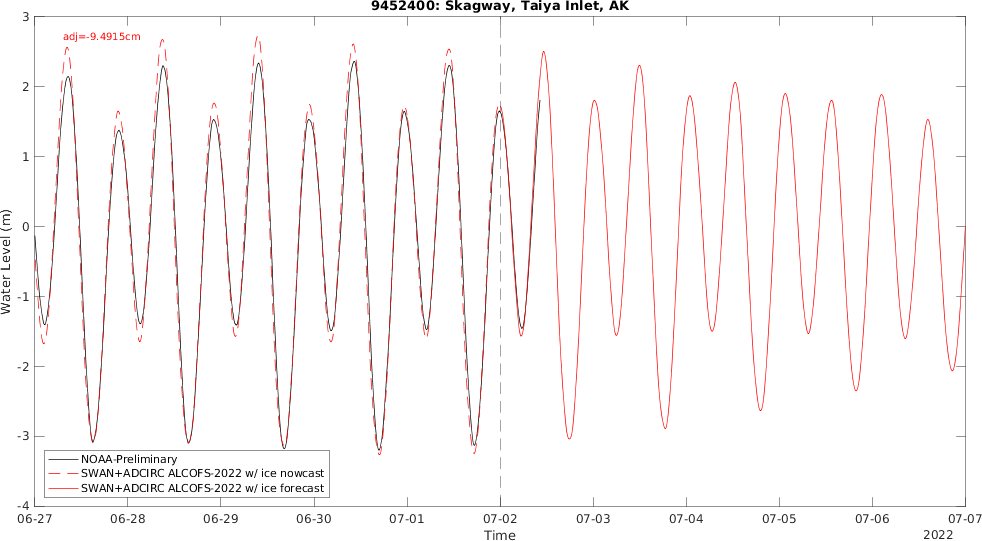 9452400: Skagway, Taiya Inlet, AK
adj=-9.4915cm
Water Level (m)
3
2
1
0
-1
-2
-3
-4
NOAA-Preliminary
SWAN+ADCIRC ALCOFS-2022 w/ ice nowcast
SWAN+ADCIRC ALCOFS-2022 w/ ice forecast
06-27 06-28 06-29 06-30 07-01 07-02 07-03 07-04 07-05 07-06 07-07
Time
2022